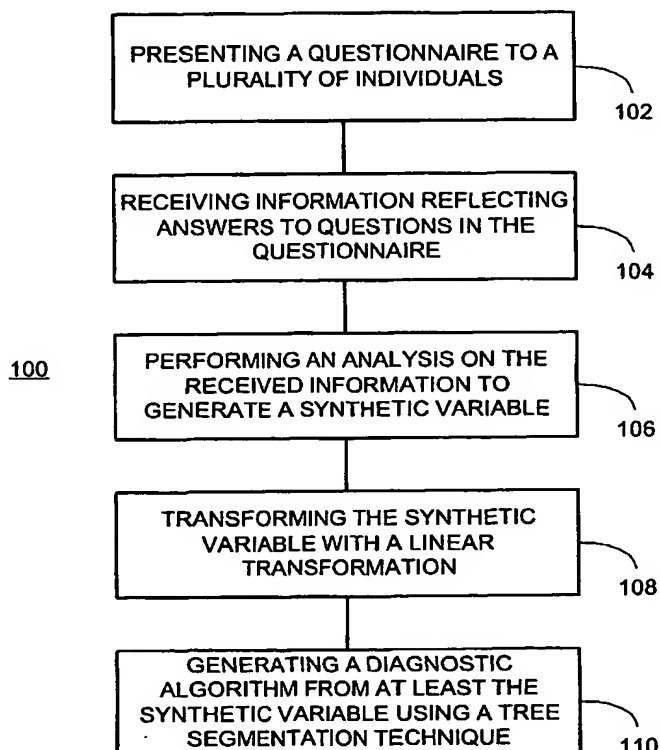 PRESENTING A QUESTIONNAIRE TO A
PLURALITY OF INDIVIDUALS
102
RECEIVING INFORMATION REFLECTING
ANSWERS TO QUESTIONS IN THE
QUESTIONNAIRE
104
100
PERFORMING AN ANALYSIS ON THE
RECEIVED INFORMATION TO
GENERATE A SYNTHETIC VARIABLE
106
TRANSFORMING THE SYNTHETIC
VARIABLE WITH A LINEAR
TRANSFORMATION
108
GENERATING A DIAGNOSTIC
ALGORITHM FROM AT LEAST THE
SYNTHETIC VARIABLE USING A TREE
SEGMENTATION TECHNIQUE
110